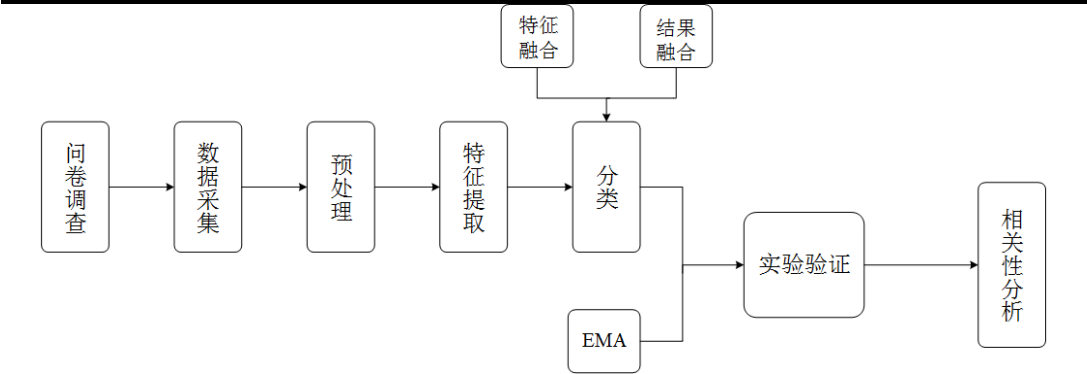 特征
融合
结果
融合
问卷调查
数据采集
预处理
特征提取
分类
实验验证
相关性分析
EMA